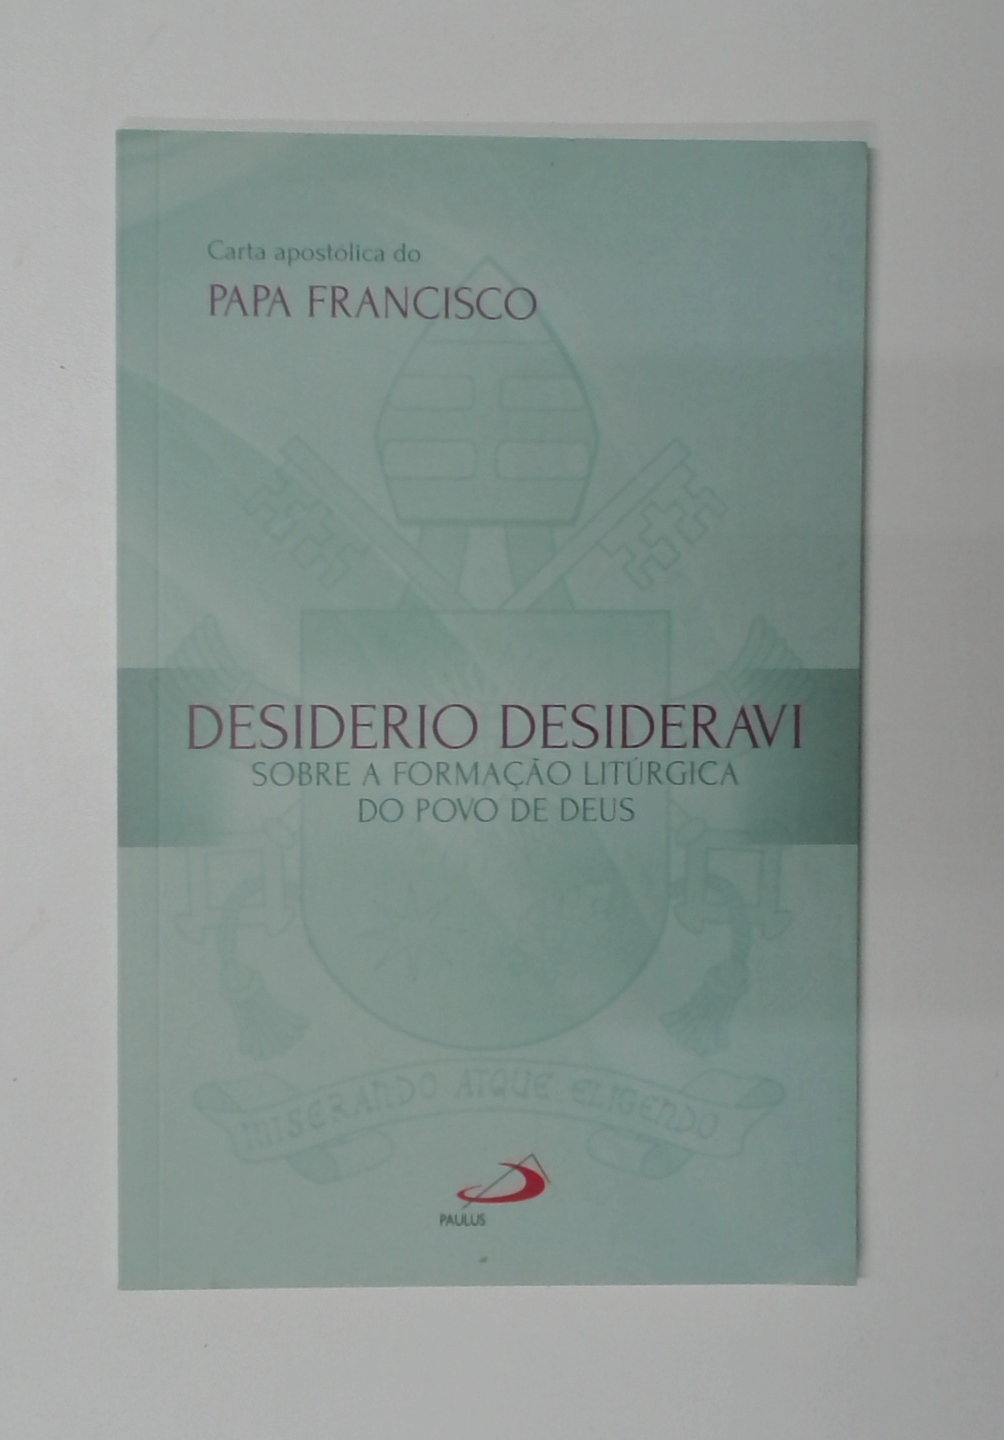 Carta apostólica do
PAPA FRANCISCO
DESIDERIO DESIDERAVI
SOBRE A FORMAÇÃO LITÚRGICA
DO POVO DE DEUS
MISERANDO ATQUE ELIGENDO
PAULUS